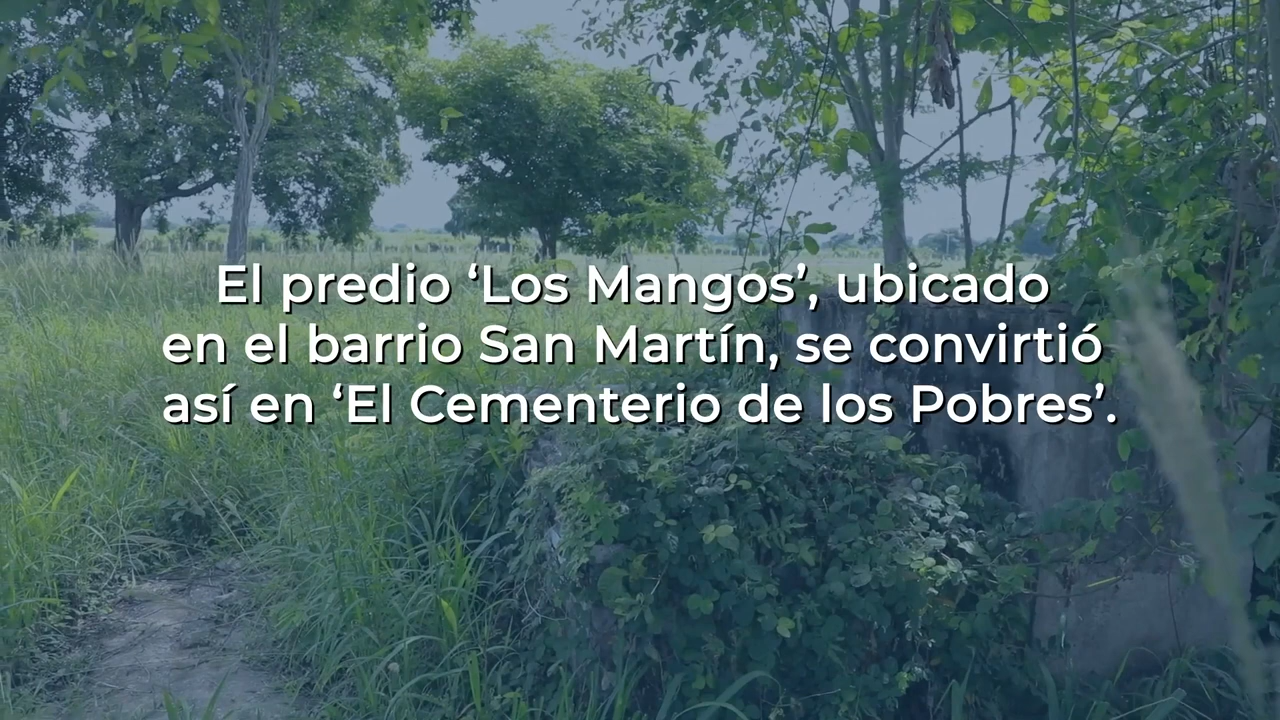 El predio ‘Los Mangos’, ubicado
en el barrio San Martín, se convirtió
así en ‘El Cementerio de los Pobres’.